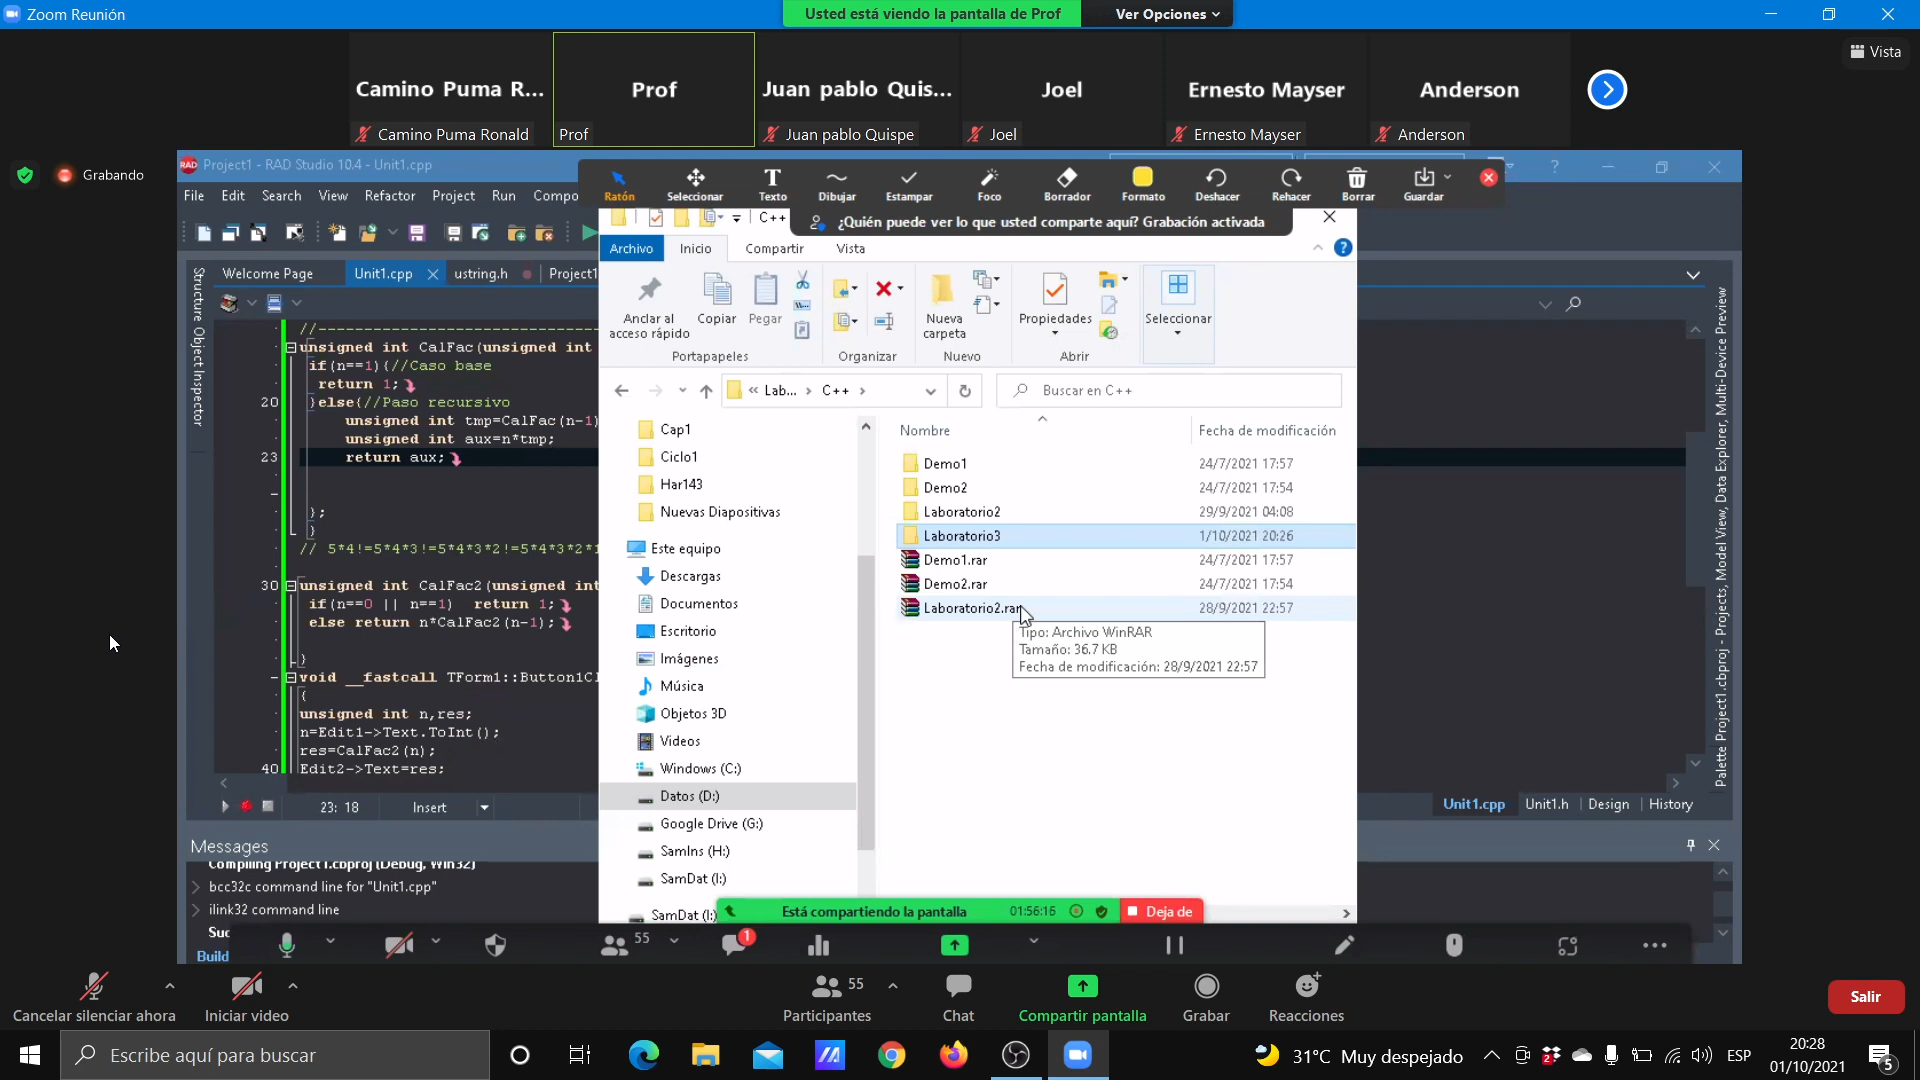 Zoom Reunión
Usted está viendo la pantalla de Prof
Ver Opciones
Vista
Camino Puma R...
Prof
Juan pablo Quis...
Joel
Ernesto Mayser
Anderson
Camino Puma Ronald
Prof
Juan pablo Quispe
Joel
Ernesto Mayser
Anderson
Grabando
RAD Project1 - RAD Studio 10.4 - Unit1.cpp
File Edit Search View Refactor Project Run Compo
Ratón
Seleccionar
Texto
Dibujar
Estampar
Foco
Borrador
Formato
Deshacer
Rehacer
Borrar
Guardar
C++
¿Quién puede ver lo que usted comparte aquí? Grabación activada
Archivo Inicio Compartir Vista
Welcome Page Unit1.cpp ustring.h Project1
Structure Object Inspector
Anclar al acceso rápido
Copiar
Pegar
Nueva carpeta
Propiedades
Seleccionar
Portapapeles
Organizar
Nuevo
Abrir
« Lab... › C++ ›
Buscar en C++
//
unsigned int CalFac(unsigned int
if(n==1){//Caso base
return 1;
20 }else{//Paso recursivo
unsigned int tmp=CalFac(n-1)
unsigned int aux=n*tmp;
23 return aux;
};
}
// 5*4!=5*4*3!=5*4*3*2!=5*4*3*2*1
30 unsigned int CalFac2(unsigned int
if(n==0 || n==1) return 1;
else return n*CalFac2(n-1);
}
void __fastcall TForm1::Button1Cl
{
unsigned int n,res;
n=Edit1->Text.ToInt();
res=CalFac2(n);
40 Edit2->Text=res;
23: 18 Insert
Cap1
Ciclo1
Har143
Nuevas Diapositivas
Este equipo
Descargas
Documentos
Escritorio
Imágenes
Música
Objetos 3D
Videos
Windows (C:)
Datos (D:)
Google Drive (G:)
SamIns (H:)
SamDat (I:)
SamDat (I:)
Nombre Fecha de modificación
Demo1 24/7/2021 17:57
Demo2 24/7/2021 17:54
Laboratorio2 29/9/2021 04:08
Laboratorio3 1/10/2021 20:26
Demo1.rar 24/7/2021 17:57
Demo2.rar 24/7/2021 17:54
Laboratorio2.rar 28/9/2021 22:57
Tipo: Archivo WinRAR
Tamaño: 36.7 KB
Fecha de modificación: 28/9/2021 22:57
Palette Project1.cbproj - Projects, Model View, Data Explorer, Multi-Device Preview
Unit1.cpp Unit1.h Design History
Messages
Compiling Project1.cbproj (Debug, Win32)
bcc32c command line for "Unit1.cpp"
ilink32 command line
Suc
Build
Está compartiendo la pantalla 01:56:15 Deja de
55
1
Cancelar silenciar ahora
Iniciar video
55
Participantes
Chat
Compartir pantalla
Grabar
Reacciones
Salir
Escribe aquí para buscar
31°C Muy despejado
2
ESP
20:28
01/10/2021
5